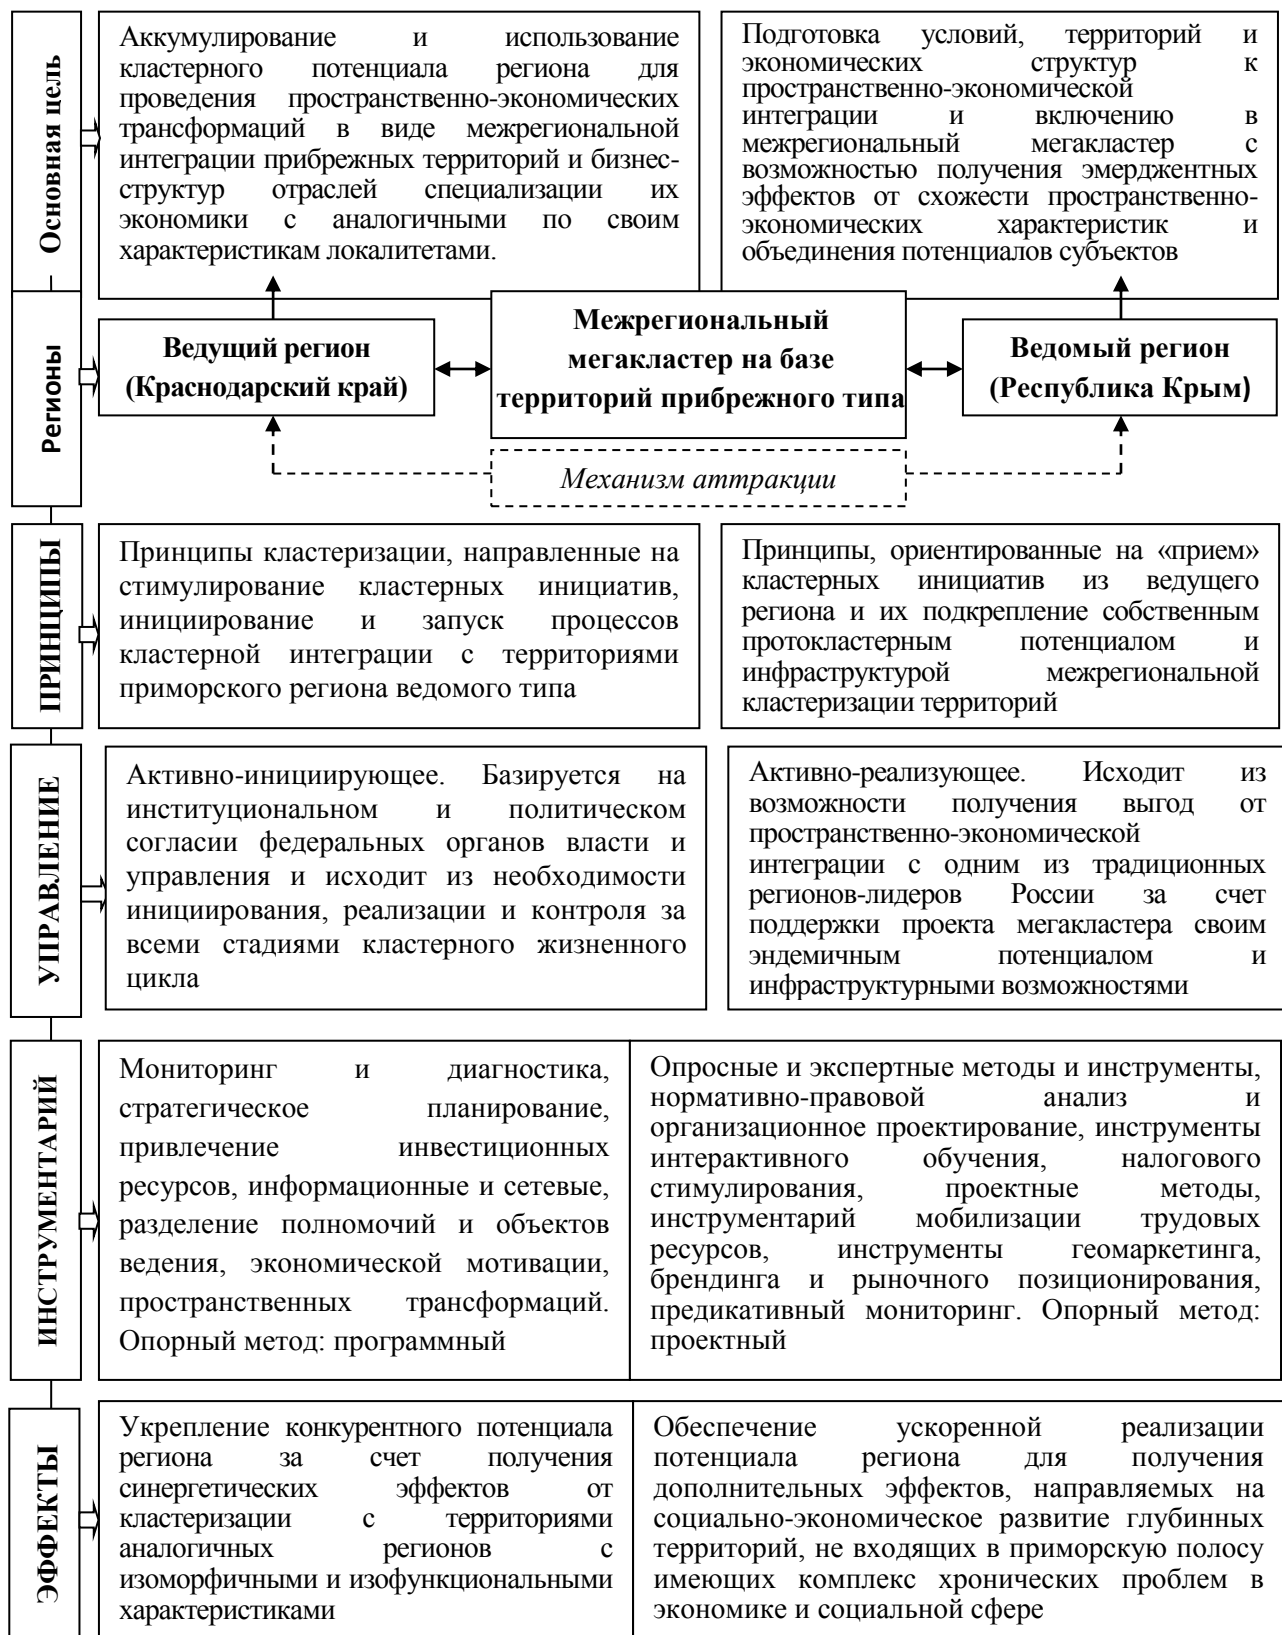 Основная цель
Аккумулирование и использование
кластерного потенциала региона для
проведения пространственно-экономических
трансформаций в виде межрегиональной
интеграции прибрежных территорий и бизнес-
структур отраслей специализации их
экономики с аналогичными по своим
характеристикам локалитетами.
Подготовка условий, территорий и
экономических структур к
пространственно-экономической
интеграции и включению в
межрегиональный мегакластер с
возможностью получения эмерджентных
эффектов от схожести пространственно-
экономических характеристик и
объединения потенциалов субъектов
Регионы
Ведущий регион
(Краснодарский край)
Межрегиональный
мегакластер на базе
территорий прибрежного типа
Ведомый регион
(Республика Крым)
Механизм аттракции
ПРИНЦИПЫ
Принципы кластеризации, направленные на
стимулирование кластерных инициатив,
инициирование и запуск процессов
кластерной интеграции с территориями
приморского региона ведомого типа
Принципы, ориентированные на «прием»
кластерных инициатив из ведущего
региона и их подкрепление собственным
протокластерным потенциалом и
инфраструктурой межрегиональной
кластеризации территорий
УПРАВЛЕНИЕ
Активно-инициирующее. Базируется на
институциональном и политическом
согласии федеральных органов власти и
управления и исходит из необходимости
инициирования, реализации и контроля за
всеми стадиями кластерного жизненного
цикла
Активно-реализующее. Исходит из
возможности получения выгод от
пространственно-экономической
интеграции с одним из традиционных
регионов-лидеров России за счет
поддержки проекта мегакластера своим
эндемичным потенциалом и
инфраструктурными возможностями
ИНСТРУМЕНТАРИЙ
Мониторинг и диагностика,
стратегическое планирование,
привлечение инвестиционных
ресурсов, информационные и сетевые,
разделение полномочий и объектов
ведения, экономической мотивации,
пространственных трансформаций.
Опорный метод: программный
Опросные и экспертные методы и инструменты,
нормативно-правовой анализ и
организационное проектирование, инструменты
интерактивного обучения, налогового
стимулирования, проектные методы,
инструментарий мобилизации трудовых
ресурсов, инструменты геомаркетинга,
брендинга и рыночного позиционирования,
предикативный мониторинг. Опорный метод:
проектный
ЭФФЕКТЫ
Укрепление конкурентного потенциала
региона за счет получения
синергетических эффектов от
кластеризации с территориями
аналогичных регионов с
изоморфичными и изофункциональными
характеристиками
Обеспечение ускоренной реализации
потенциала региона для получения
дополнительных эффектов, направляемых на
социально-экономическое развитие глубинных
территорий, не входящих в приморскую полосу
имеющих комплекс хронических проблем в
экономике и социальной сфере